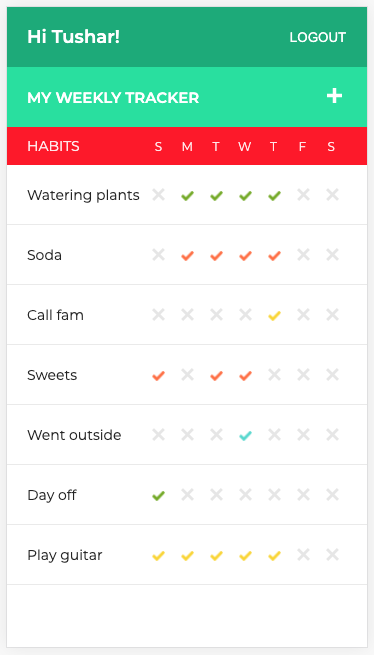 Hi Tushar! LOGOUT
MY WEEKLY TRACKER +
HABITS S M T W T F S
Watering plants
Soda
Call fam
Sweets
Went outside
Day off
Play guitar